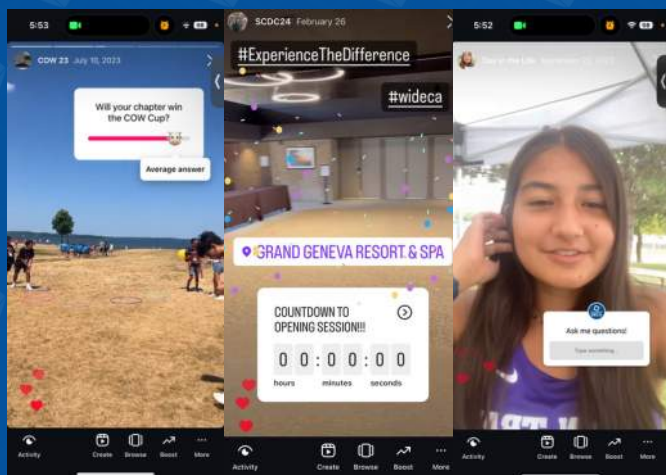 5:53
COW 23 July 10, 2023
Will your chapter win
the COW Cup?
Average answer
Activity
Create
Browse
Boost
More
SCDC24 February 26
#ExperienceTheDifference
#wideca
GRAND GENEVA RESORT & SPA
COUNTDOWN TO
OPENING SESSION!!!
0 0 : 0 0 : 0 0
hours minutes seconds
Activity
Create
Browse
Boost
More
5:52
Ask me questions!
Type something...
Activity
Create
Browse
Boost
More